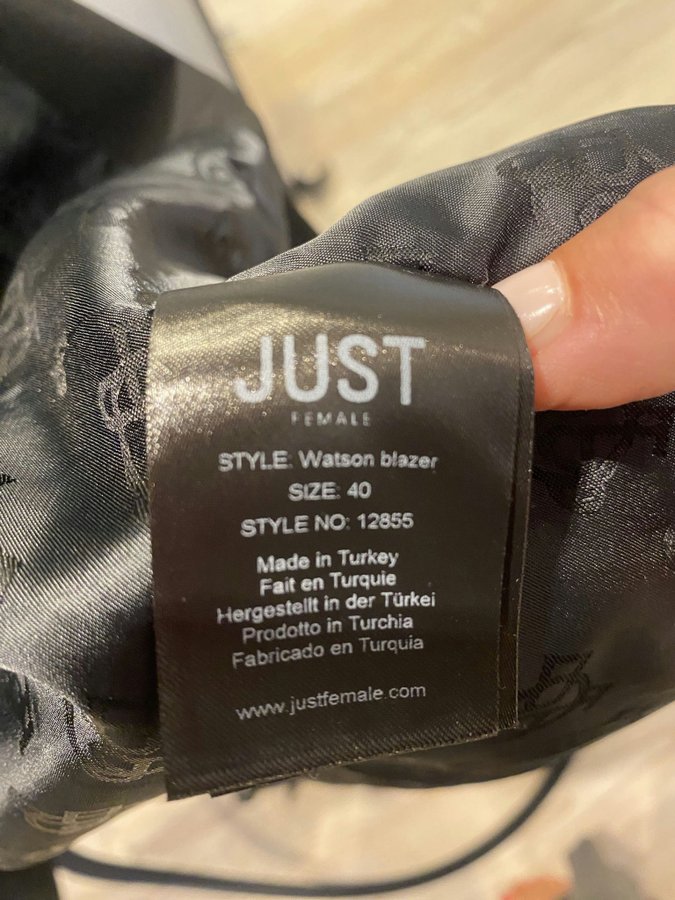 JUST
FEMALE
STYLE: Watson blazer
SIZE: 40
STYLE NO: 12855
Made in Turkey
Fait en Turquie
Hergestellt in der Türkei
Prodotto in Turchia
Fabricado en Turquia
www.justfemale.com